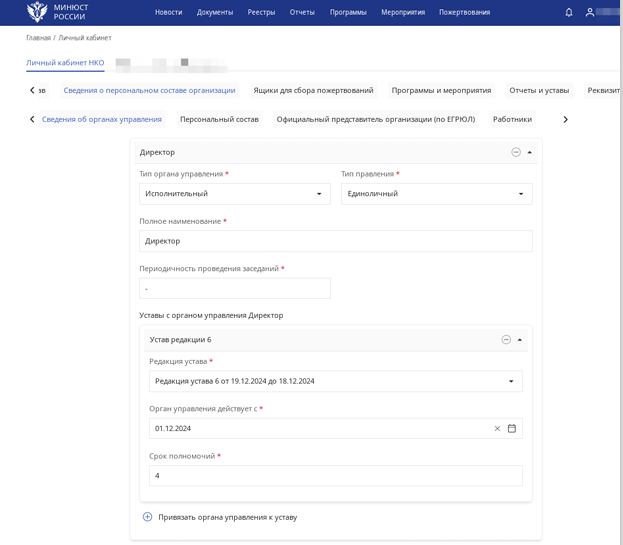 МИНЮСТ
РОССИИ
Новости Документы Реестры Отчеты Программы Мероприятия Пожертвования
Главная / Личный кабинет
Личный кабинет НКО
зв Сведения о персональном составе организации Ящики для сбора пожертвований Программы и мероприятия Отчеты и уставы Реквизит
Сведения об органах управления Персональный состав Официальный представитель организации (по ЕГРЮЛ) Работники
Директор
Тип органа управления * Тип правления *
Исполнительный Единоличный
Полное наименование *
Директор
Периодичность проведения заседаний *
-
Уставы с органом управления Директор
Устав редакции 6
Редакция устава *
Редакция устава 6 от 19.12.2024 до 18.12.2024
Орган управления действует с *
01.12.2024
Срок полномочий *
4
Привязать органа управления к уставу